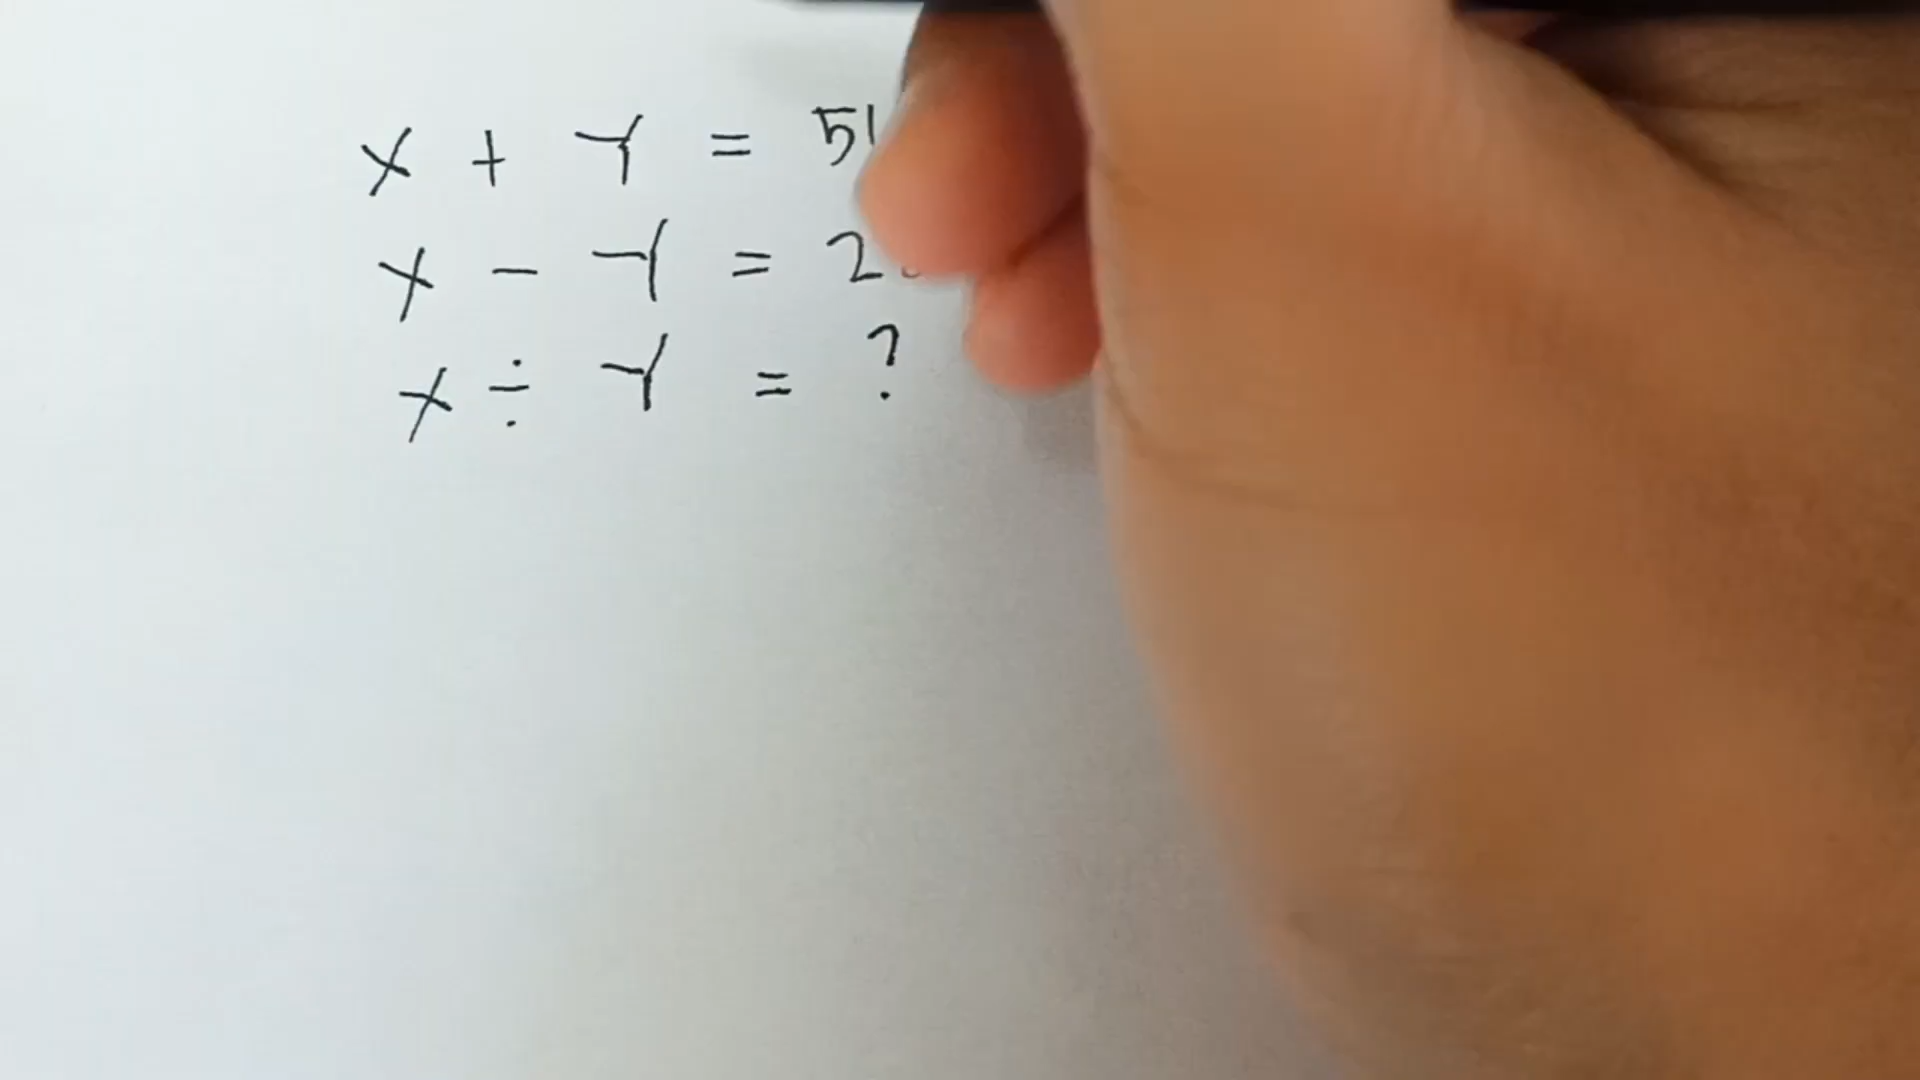 X + Y = 51
X - Y = 2
X ÷ Y = ?